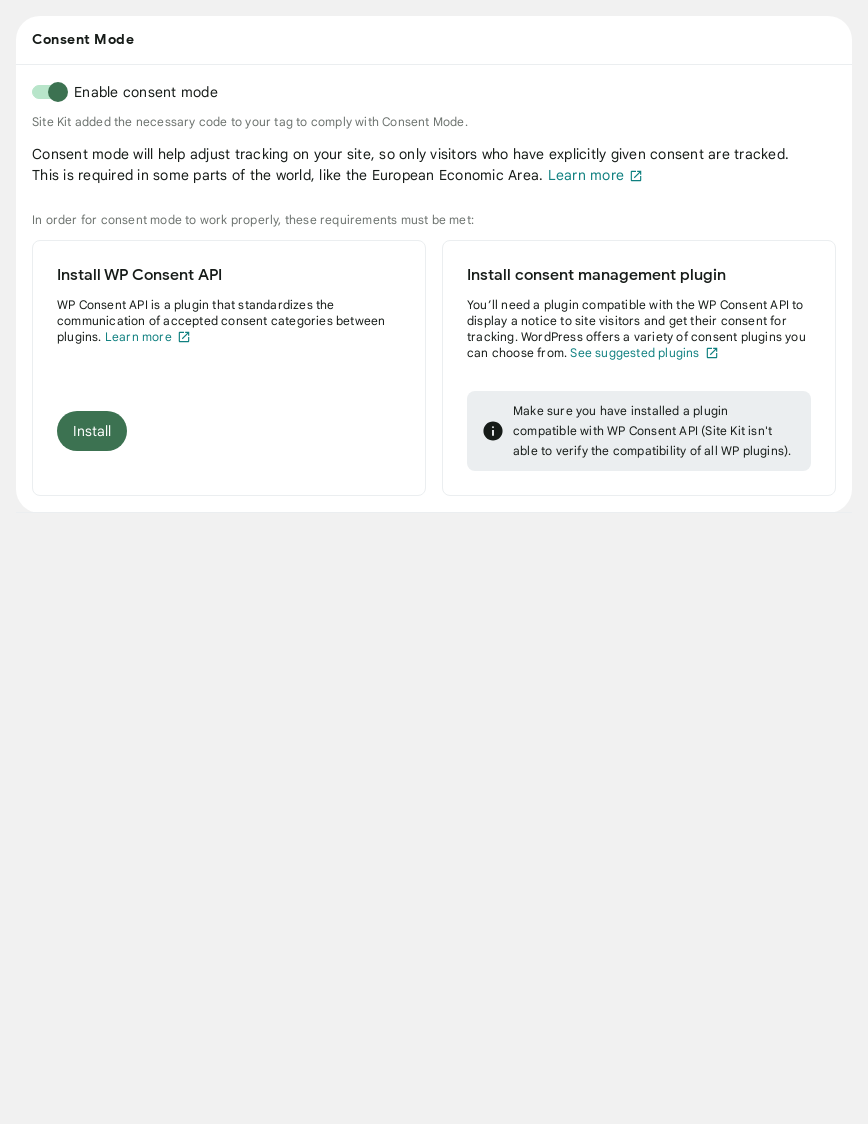 Consent Mode
Enable consent mode
Site Kit added the necessary code to your tag to comply with Consent Mode.
Consent mode will help adjust tracking on your site, so only visitors who have explicitly given consent are tracked.
This is required in some parts of the world, like the European Economic Area. Learn more
In order for consent mode to work properly, these requirements must be met:
Install WP Consent API
WP Consent API is a plugin that standardizes the
communication of accepted consent categories between
plugins. Learn more
Install
Install consent management plugin
You’ll need a plugin compatible with the WP Consent API to
display a notice to site visitors and get their consent for
tracking. WordPress offers a variety of consent plugins you
can choose from. See suggested plugins
Make sure you have installed a plugin
compatible with WP Consent API (Site Kit isn't
able to verify the compatibility of all WP plugins).